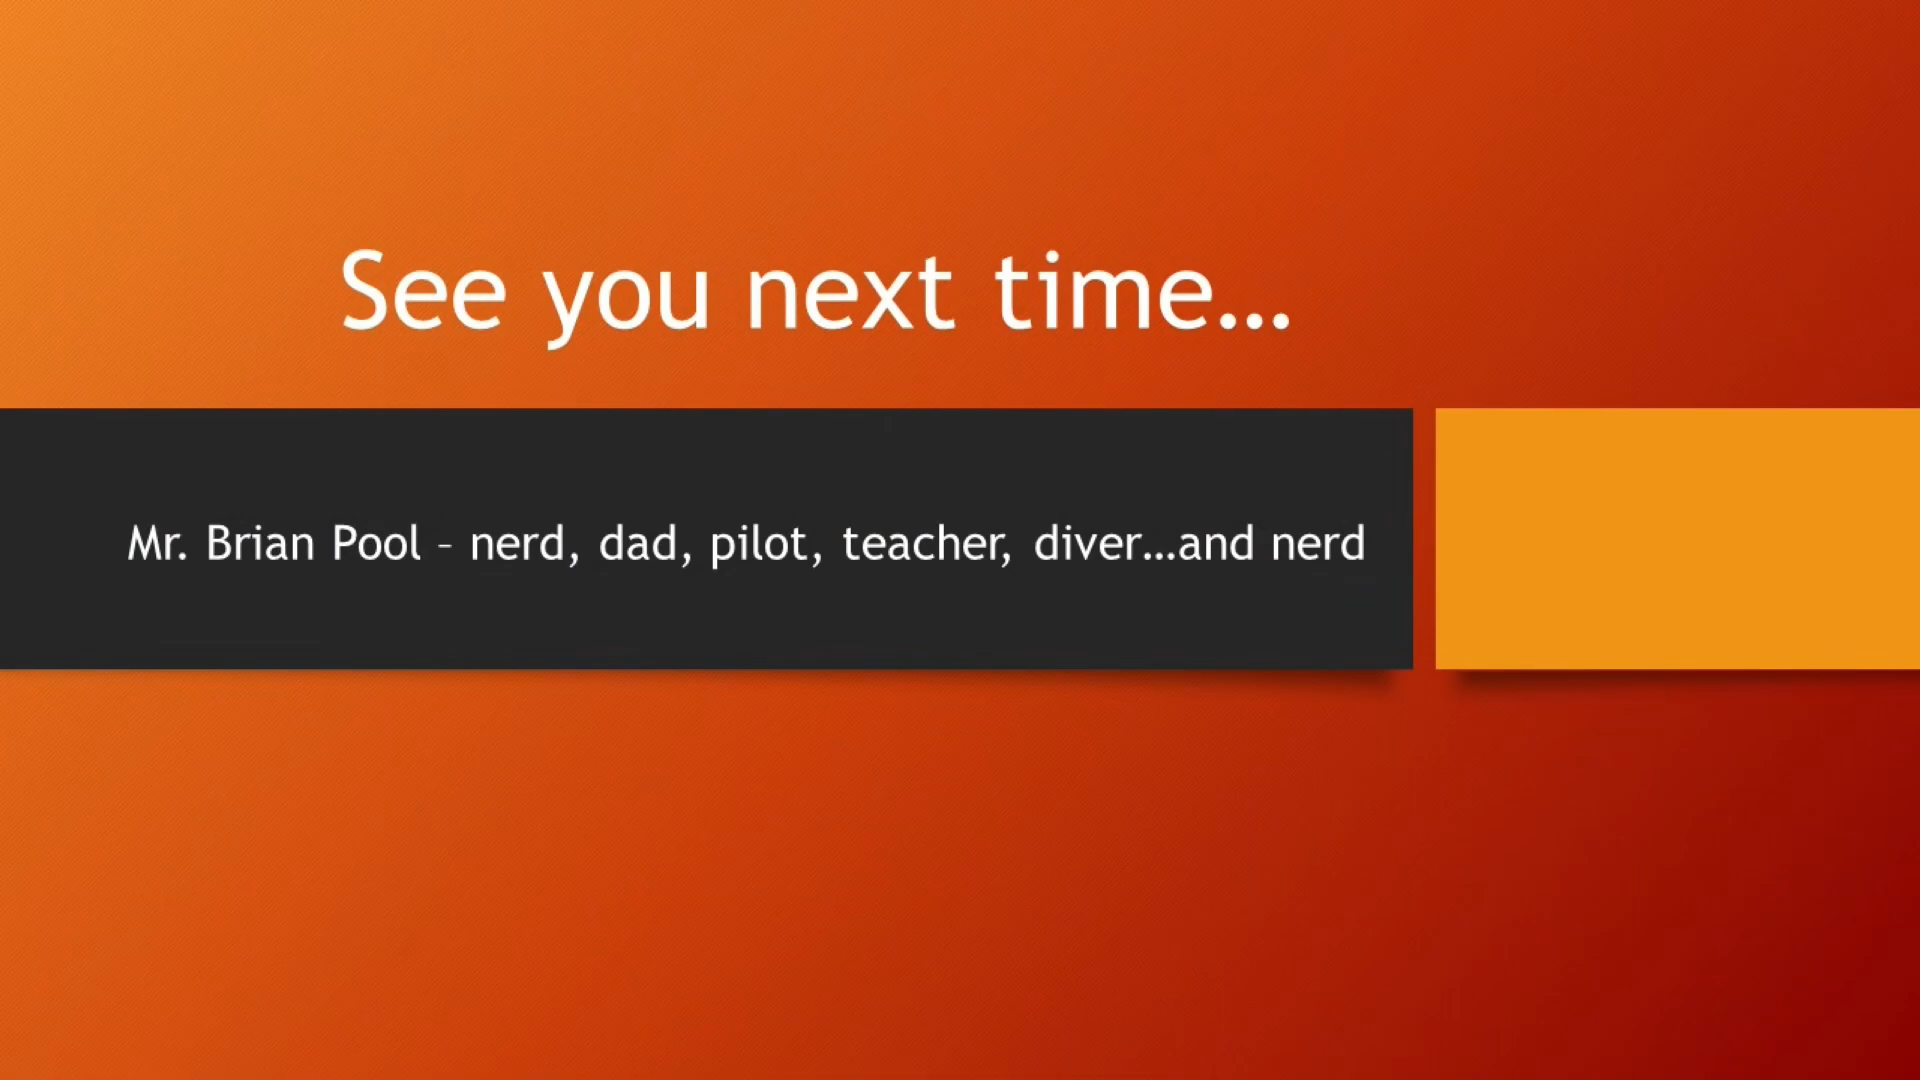 See you next time…
Mr. Brian Pool – nerd, dad, pilot, teacher, diver…and nerd